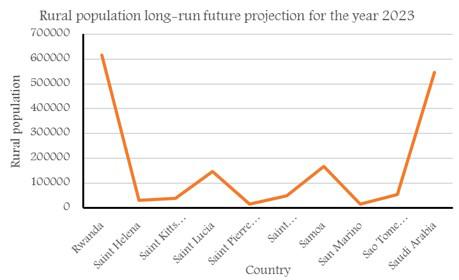 Rural population long-run future projection for the year 2023
700000
600000
500000
400000
300000
200000
100000
0
Rural population
Rwanda
Saint Helena
Saint Kitts…
Saint Lucia
Saint Pierre…
Saint…
Samoa
San Marino
Sao Tome…
Saudi Arabia
Country